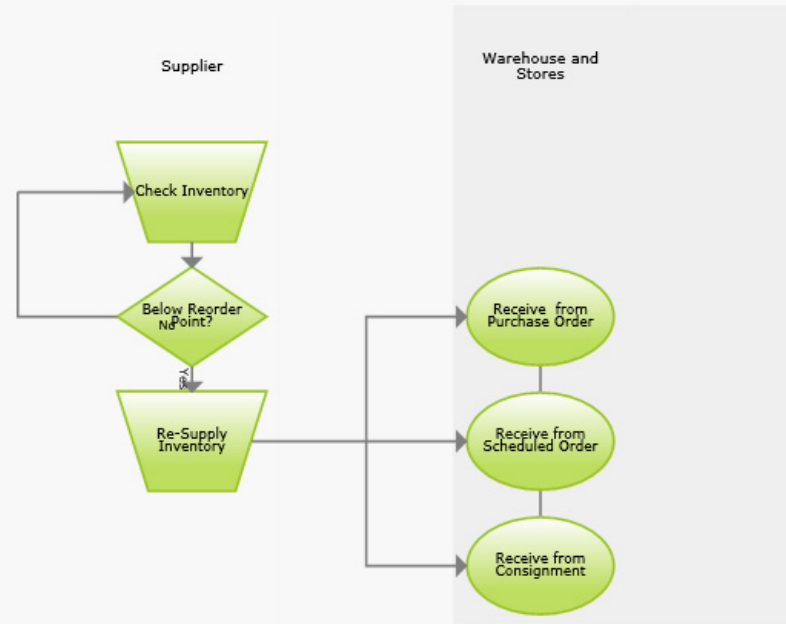 Supplier
Warehouse and
Stores
Check Inventory
Below Reorder
Point?
No
Yes
Re-Supply
Inventory
Receive from
Purchase Order
Receive from
Scheduled Order
Receive from
Consignment